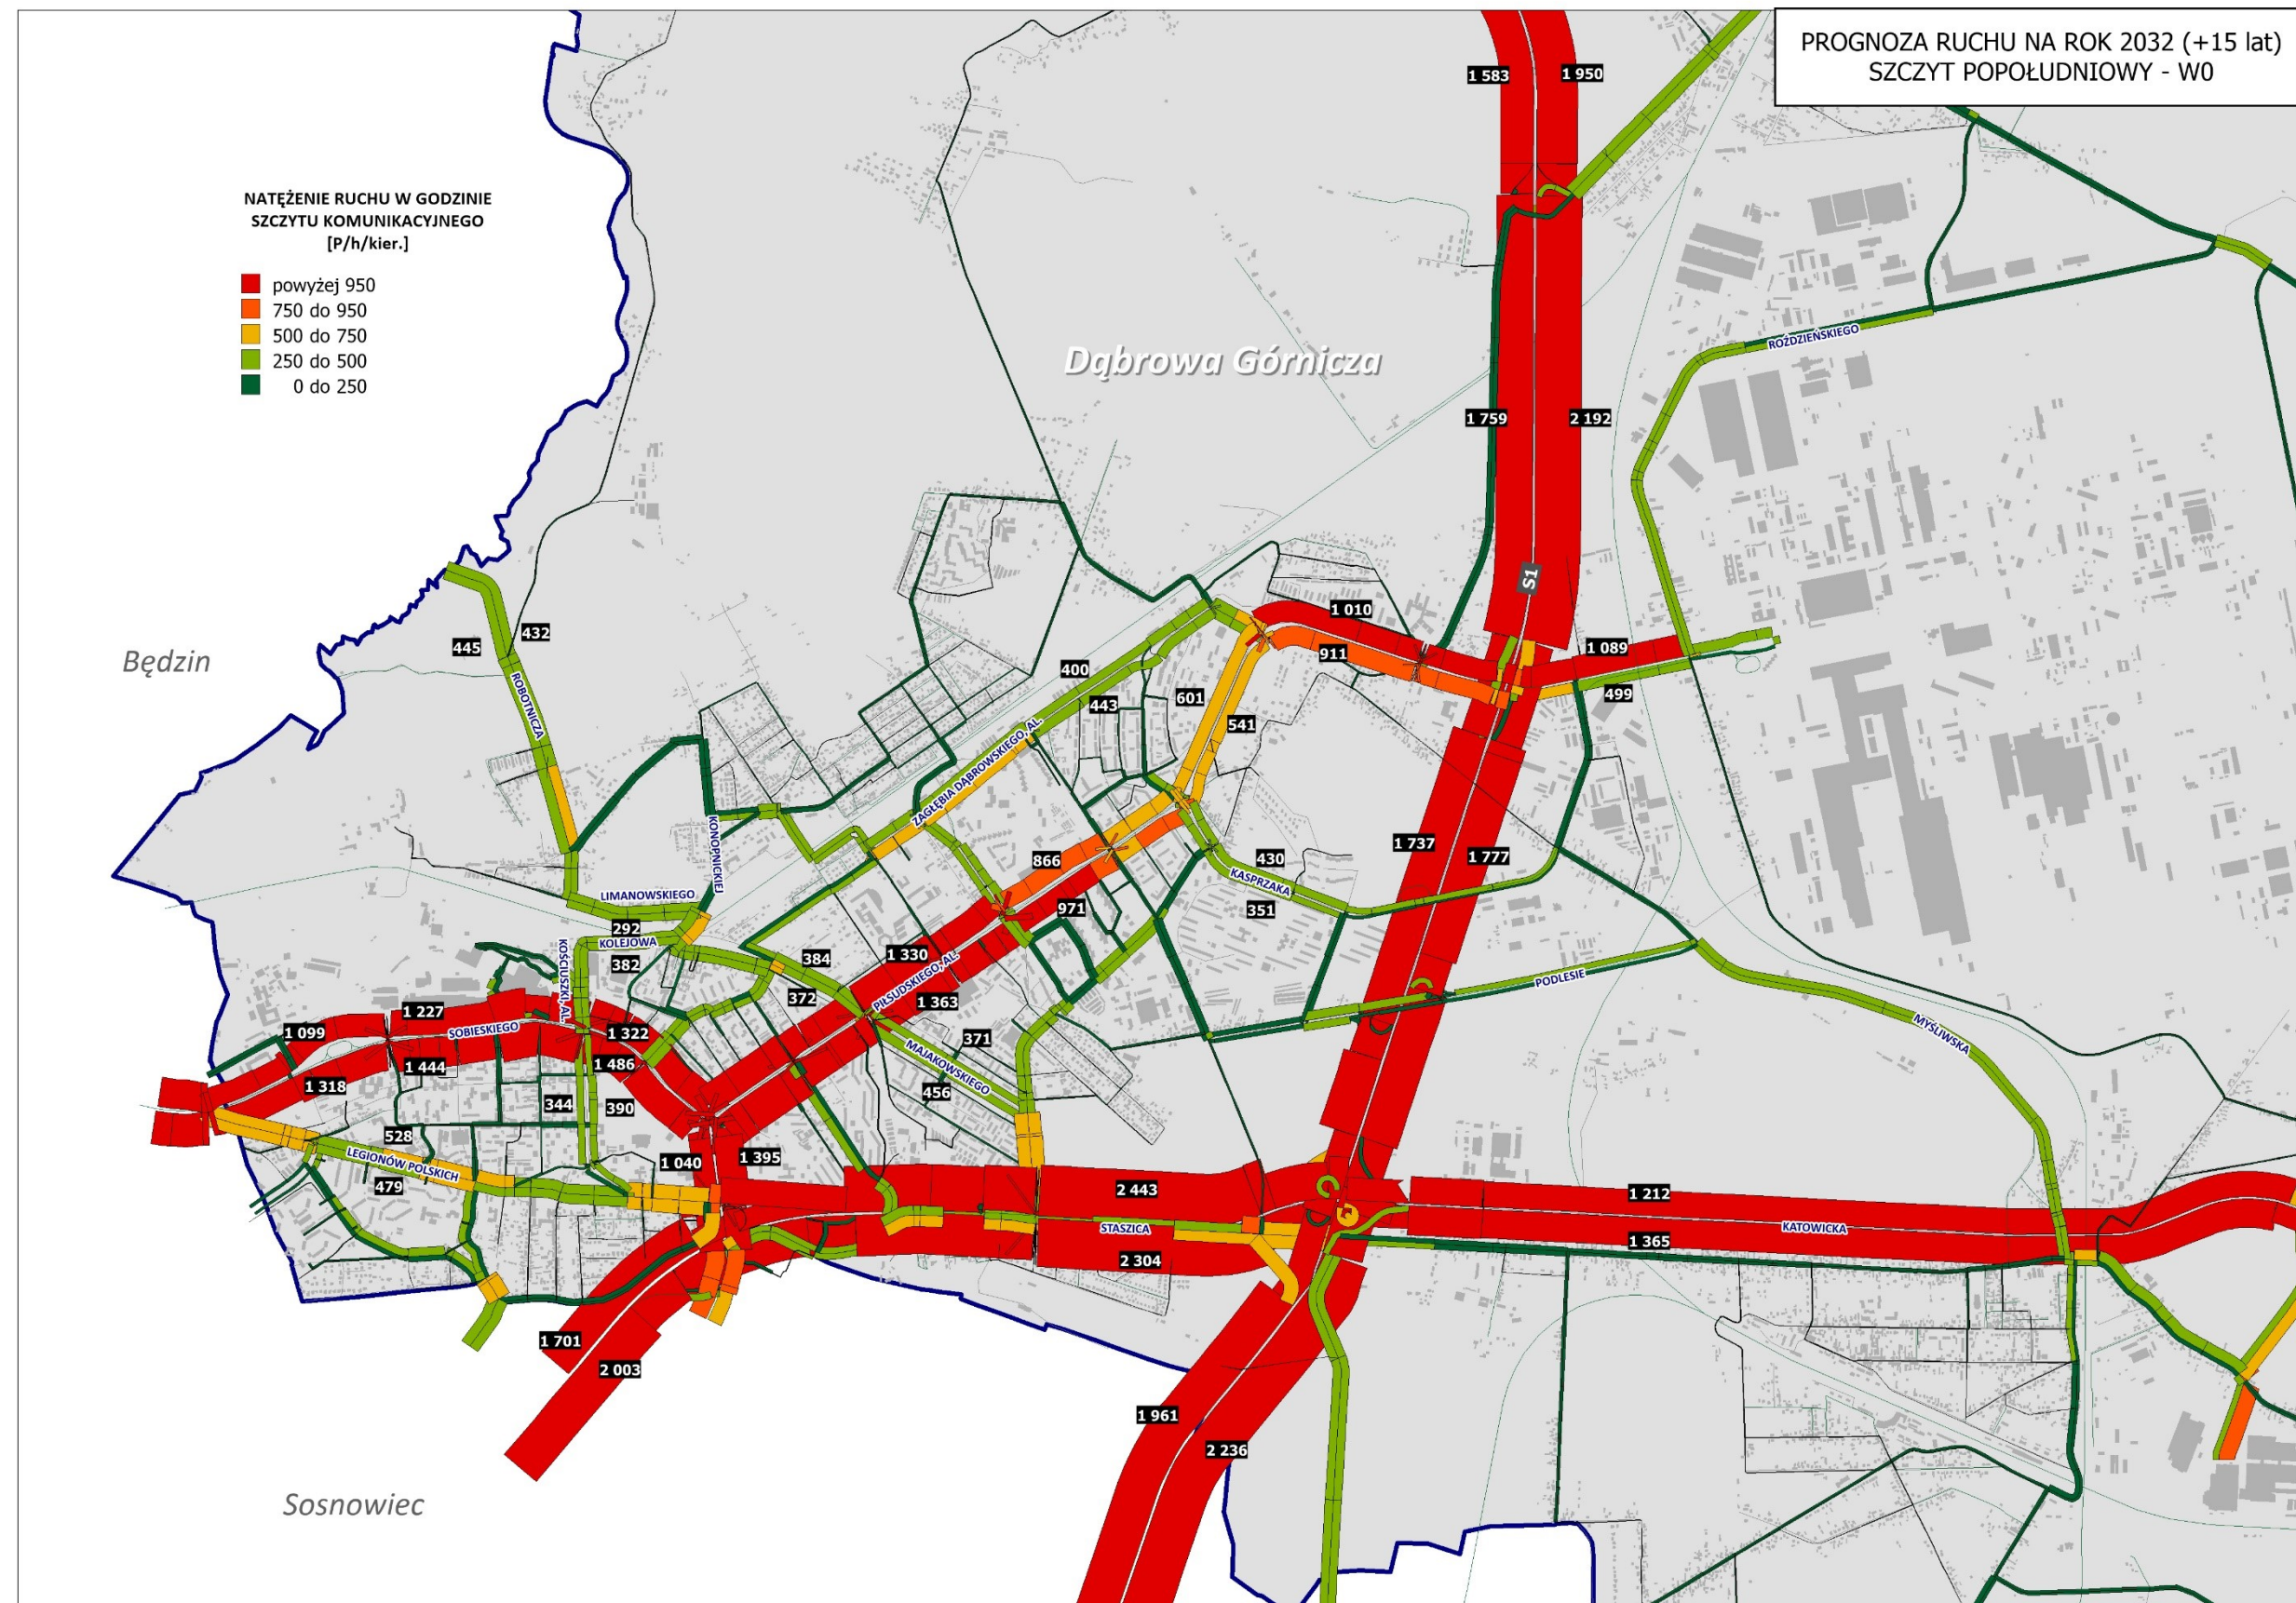 PROGNOZA RUCHU NA ROK 2032 (+15 lat)
SZCZYT POPOŁUDNIOWY - W0
NATĘŻENIE RUCHU W GODZINIE
SZCZYTU KOMUNIKACYJNEGO
[P/h/kier.]
powyżej 950
750 do 950
500 do 750
250 do 500
0 do 250
1 583
1 950
Dąbrowa Górnicza
ROŹDZIEŃSKIEGO
1 759
2 192
S1
Będzin
445
432
ROBOTNICZA
1 010
911
1 089
499
400
443
601
541
ZAGŁĘBIA DĄBROWSKIEGO, AL.
KONOPNICKIEJ
1 737
1 777
866
971
430
KASPRZAKA
351
LIMANOWSKIEGO
292
KOLEJOWA
382
KOŚCIUSZKI, AL.
384
372
1 330
PIŁSUDSKIEGO, AL.
1 363
PODLESIE
MYŚLIWSKA
1 227
1 099
SOBIESKIEGO
1 322
1 444
1 486
1 318
371
MAJAKOWSKIEGO
456
344
390
528
LEGIONÓW POLSKICH
479
1 040
1 395
2 443
STASZICA
2 304
1 212
KATOWICKA
1 365
1 701
2 003
1 961
2 236
Sosnowiec